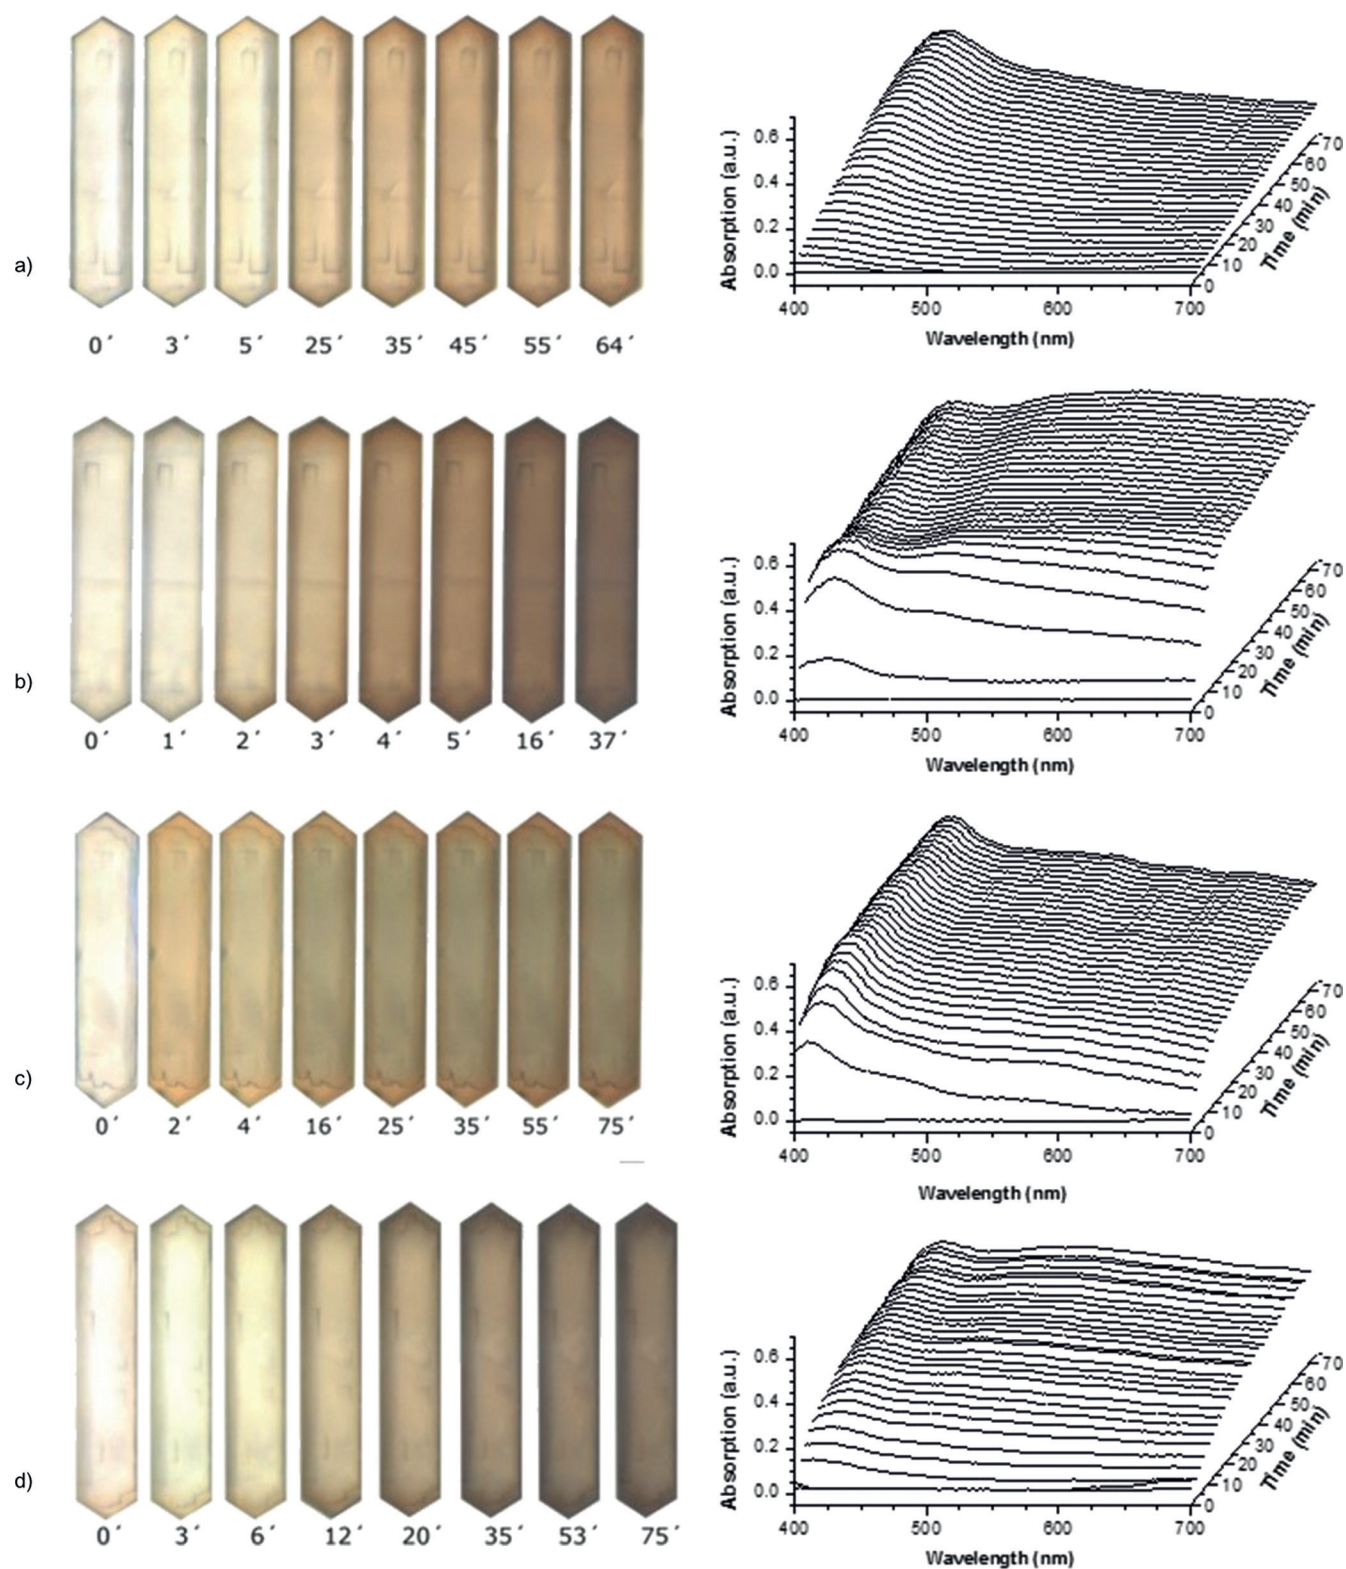 a)
0´ 3´ 5´ 25´ 35´ 45´ 55´ 64´
Absorption (a.u.)
0.6
0.4
0.2
0.0
400 500 600 700
Wavelength (nm)
0 10 20 30 40 50 60 70
Time (min)
b)
0´ 1´ 2´ 3´ 4´ 5´ 16´ 37´
Absorption (a.u.)
0.6
0.4
0.2
0.0
400 500 600 700
Wavelength (nm)
0 10 20 30 40 50 60 70
Time (min)
c)
0´ 2´ 4´ 16´ 25´ 35´ 55´ 75´
Absorption (a.u.)
0.6
0.4
0.2
0.0
400 500 600 700
Wavelength (nm)
0 10 20 30 40 50 60 70
Time (min)
d)
0´ 3´ 6´ 12´ 20´ 35´ 53´ 75´
Absorption (a.u.)
0.6
0.4
0.2
0.0
400 500 600 700
Wavelength (nm)
0 10 20 30 40 50 60 70
Time (min)